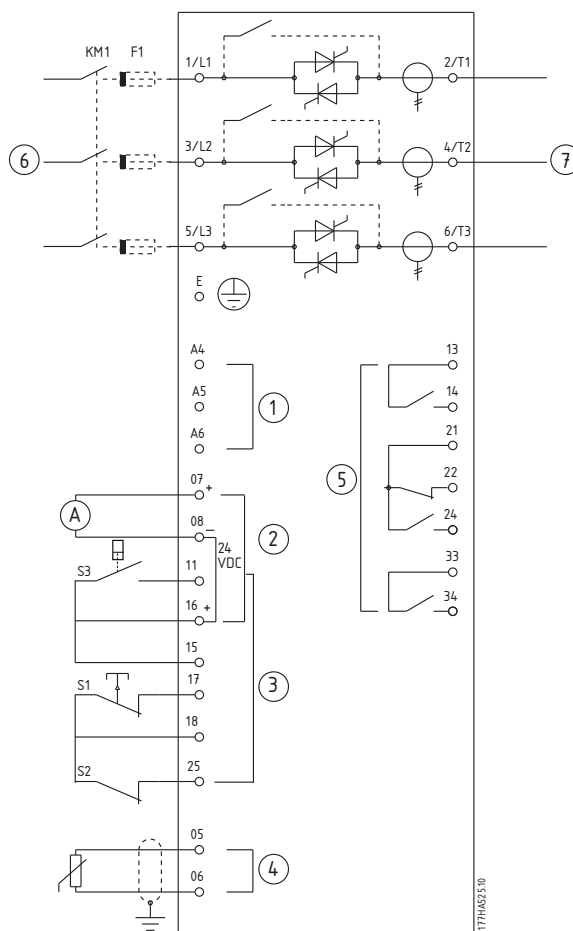 KM1 F1 1/L1 2/T1
6 3/L2 4/T2 7
5/L3 6/T3
E
A4 13
A5 1 14
A6 21
07 + 5 22
A 08 – 2 24
24
VDC
S3 11 33
16 + 34
15
S1 17 3
18
S2 25
05
4
06
177HA525.10